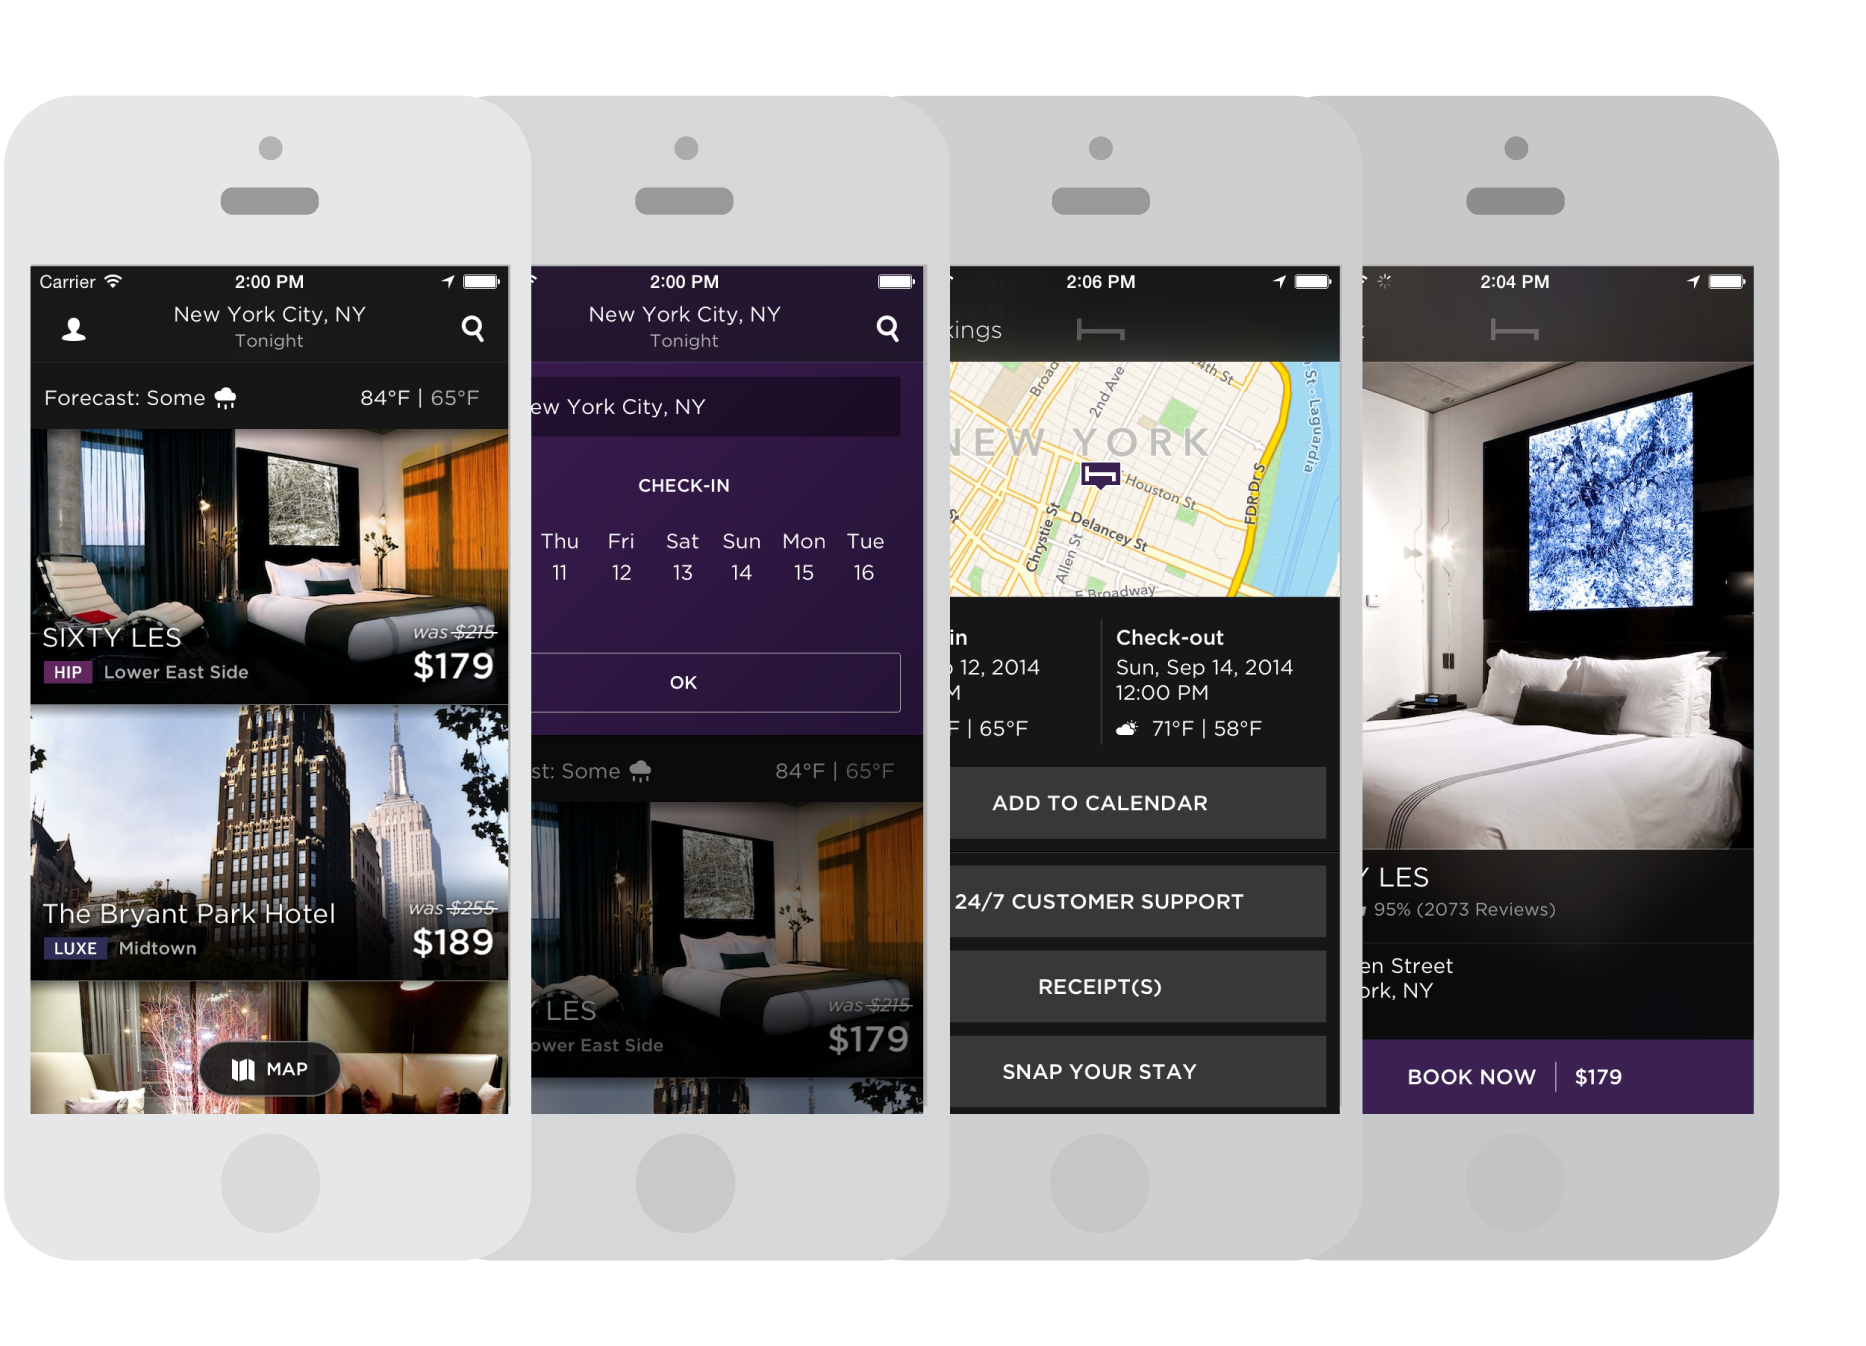 Carrier 2:00 PM
New York City, NY
Tonight
Forecast: Some 84°F | 65°F
SIXTY LES
was $215
$179
HIP Lower East Side
The Bryant Park Hotel
was $255
$189
LUXE Midtown
MAP
2:00 PM
New York City, NY
Tonight
ew York City, NY
CHECK-IN
Thu Fri Sat Sun Mon Tue
11 12 13 14 15 16
OK
st: Some 84°F | 65°F
Y LES
was $215
$179
ower East Side
2:06 PM
kings
4th St
Broad
2nd Ave
St - Laguardia
NEW YORK
Houston St
FDR Dr S
Delancey St
Chrystie St
Allen St
St
E Broadway
in Check-out
12, 2014 Sun, Sep 14, 2014
M 12:00 PM
F | 65°F 71°F | 58°F
ADD TO CALENDAR
24/7 CUSTOMER SUPPORT
RECEIPT(S)
SNAP YOUR STAY
2:04 PM
Y LES
95% (2073 Reviews)
en Street
ork, NY
BOOK NOW | $179